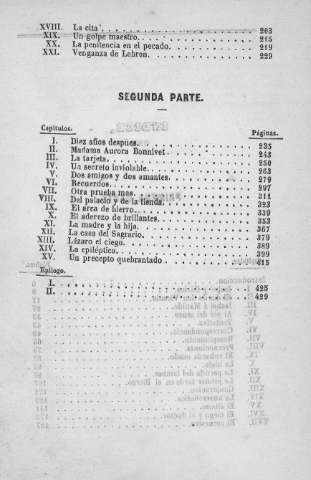 XVIII. La cita. 203
XIX. Un golpe maestro. 215
XX. La penitencia en el pecado. 219
XXI. Venganza de Lebron. 229
SEGUNDA PARTE.
Capítulos. Páginas.
I. Diez años despues. 235
II. Madame Aurora Bonnivet. 243
III. La tarjeta. 250
IV. Un secreto inviolable. 263
V. Dos amigos y dos amantes. 279
VI. Recuerdos. 297
VII. Otra prueba mas. 311
VIII. Del palacio y de la tienda. 323
IX. El arca de hierro. 339
X. El aderezo de brillantes. 353
XI. La madre y la hija. 367
XII. La casa del Sagrario. 379
XIII. Lázaro el ciego. 389
XIV. La epiléptica. 399
XV. Un precepto quebrantado. 415
Epílogo.
I. 425
II. 429